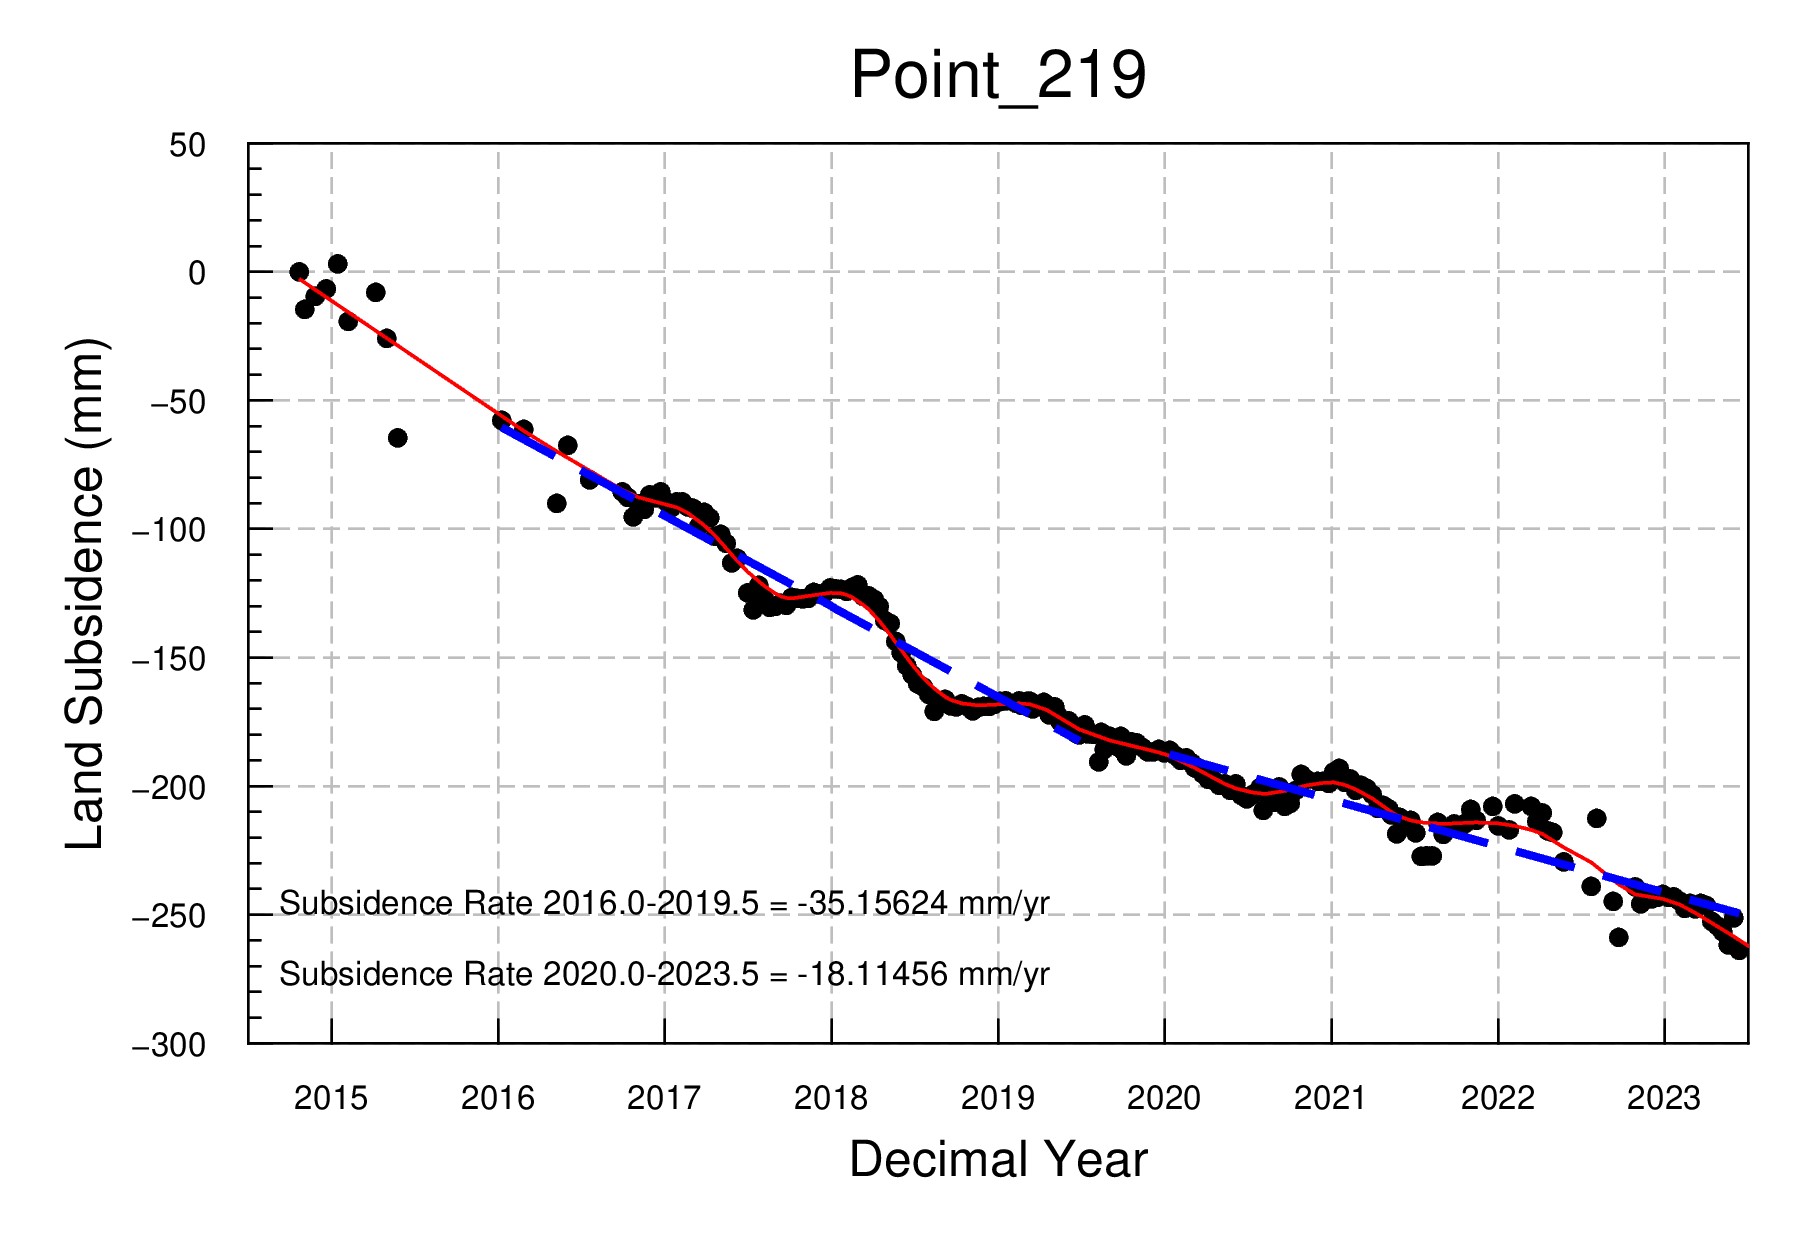 Point_219
50
0
−50
−100
−150
−200
−250
−300
Land Subsidence (mm)
Subsidence Rate 2016.0-2019.5 = -35.15624 mm/yr
Subsidence Rate 2020.0-2023.5 = -18.11456 mm/yr
2015 2016 2017 2018 2019 2020 2021 2022 2023
Decimal Year